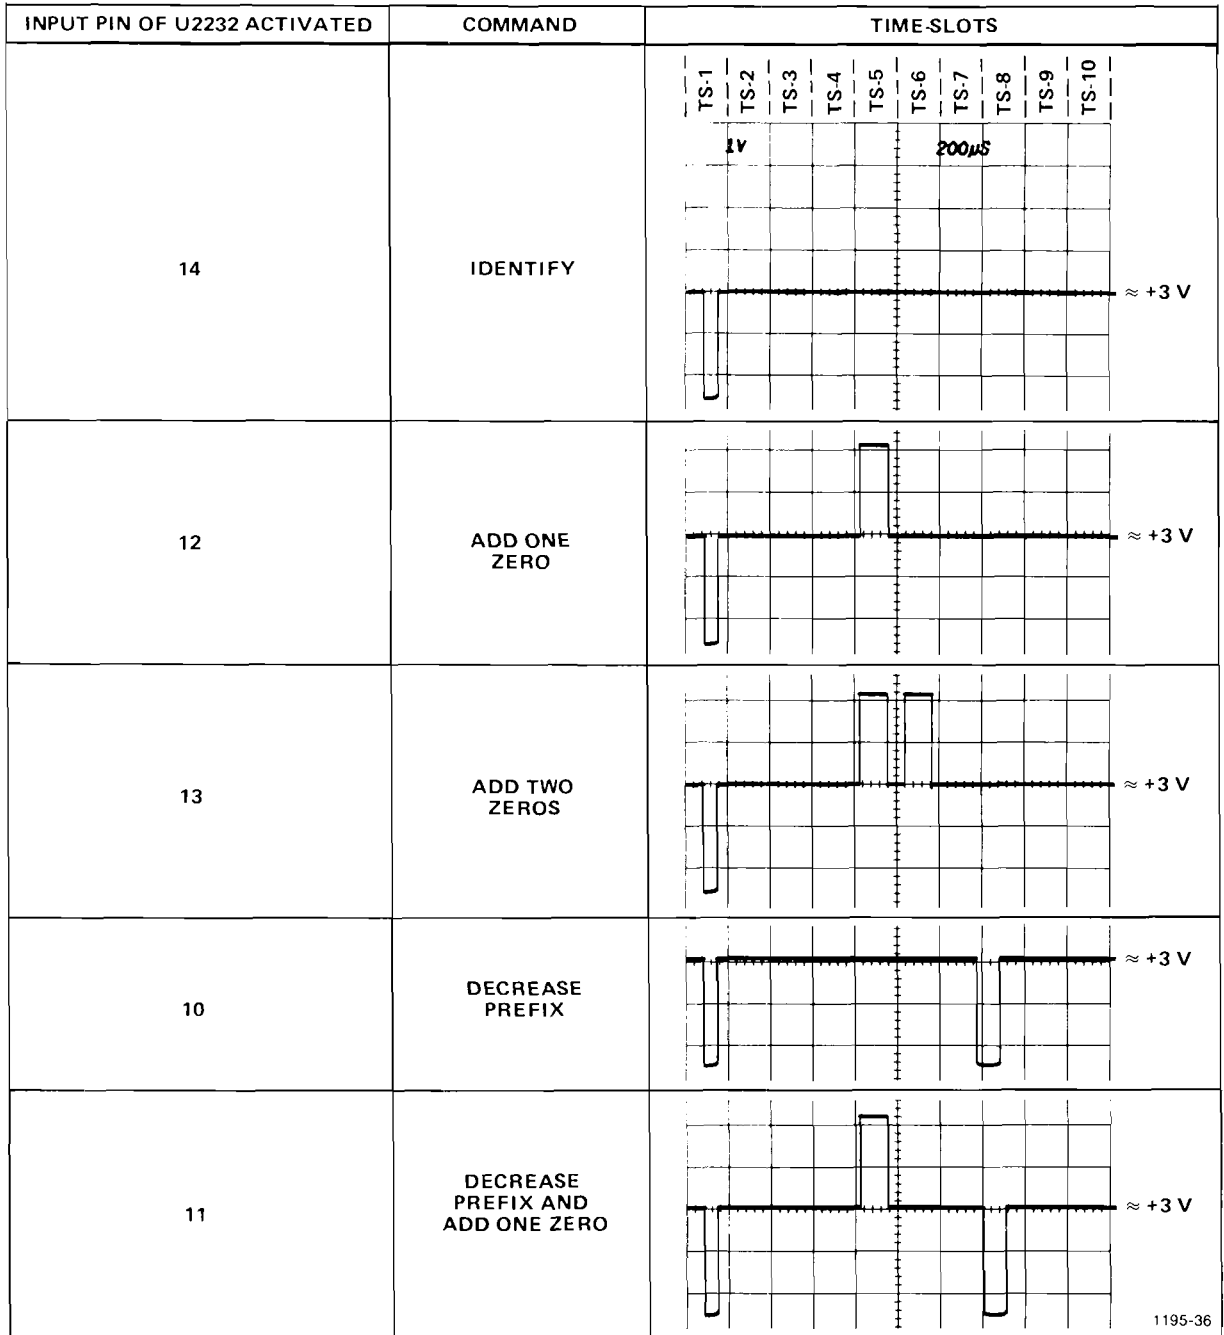 INPUT PIN OF U2232 ACTIVATED
COMMAND
TIME-SLOTS
TS-1
TS-2
TS-3
TS-4
TS-5
TS-6
TS-7
TS-8
TS-9
TS-10
1V
200μS
14
IDENTIFY
≈ +3 V
12
ADD ONE
ZERO
≈ +3 V
13
ADD TWO
ZEROS
≈ +3 V
10
DECREASE
PREFIX
≈ +3 V
11
DECREASE
PREFIX AND
ADD ONE ZERO
≈ +3 V
1195-36